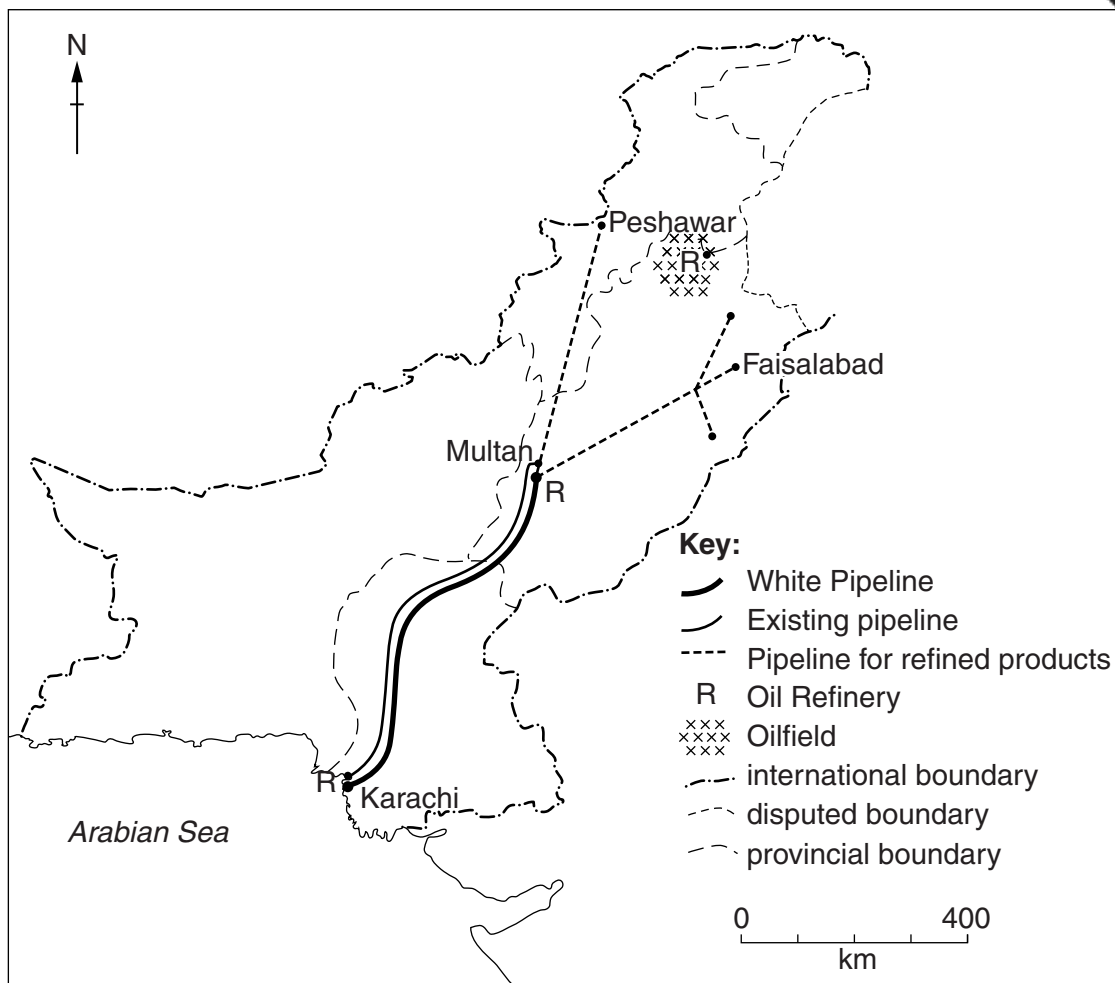 N
Peshawar
R
Faisalabad
Multan
R
Key:
White Pipeline
Existing pipeline
Pipeline for refined products
R Oil Refinery
Oilfield
international boundary
disputed boundary
provincial boundary
R
Karachi
Arabian Sea
0 400
km